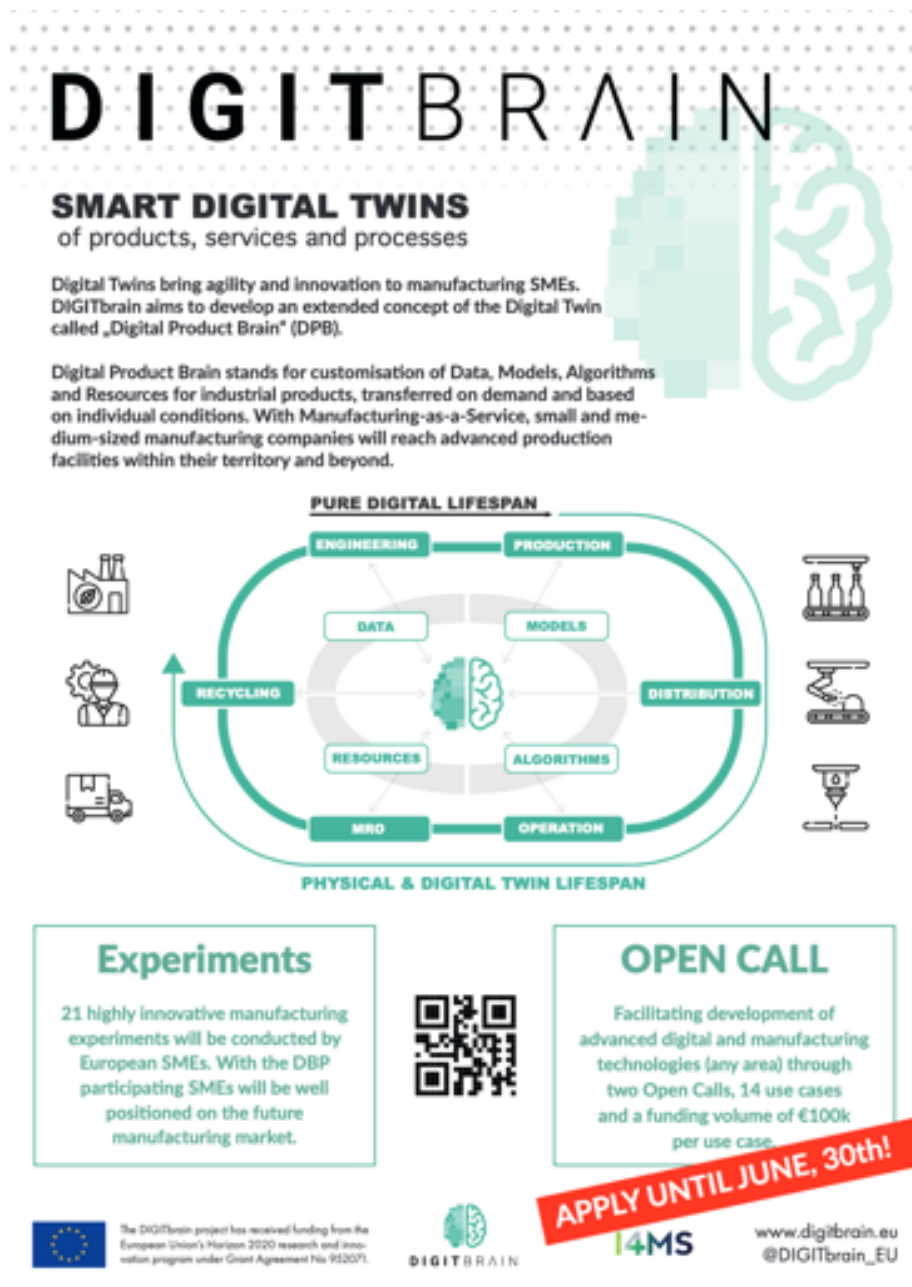 DIGITBRAIN
SMART DIGITAL TWINS
of products, services and processes
Digital Twins bring agility and innovation to manufacturing SMEs.
DIGITbrain aims to develop an extended concept of the Digital Twin
called „Digital Product Brain" (DPB).
Digital Product Brain stands for customisation of Data, Models, Algorithms
and Resources for industrial products, transferred on demand and based
on individual conditions. With Manufacturing-as-a-Service, small and me-
dium-sized manufacturing companies will reach advanced production
facilities within their territory and beyond.
PURE DIGITAL LIFESPAN
ENGINEERING
PRODUCTION
DATA
MODELS
RECYCLING
DISTRIBUTION
RESOURCES
ALGORITHMS
MRO
OPERATION
PHYSICAL & DIGITAL TWIN LIFESPAN
Experiments
21 highly innovative manufacturing
experiments will be conducted by
European SMEs. With the DBP
participating SMEs will be well
positioned on the future
manufacturing market.
OPEN CALL
Facilitating development of
advanced digital and manufacturing
technologies (any area) through
two Open Calls, 14 use cases
and a funding volume of €100k
per use case.
APPLY UNTIL JUNE, 30th!
The DIGITbrain project has received funding from the
European Union's Horizon 2020 research and inno-
vation program under Grant Agreement No 952071.
DIGITBRAIN
I4MS
www.digitbrain.eu
@DIGITbrain_EU